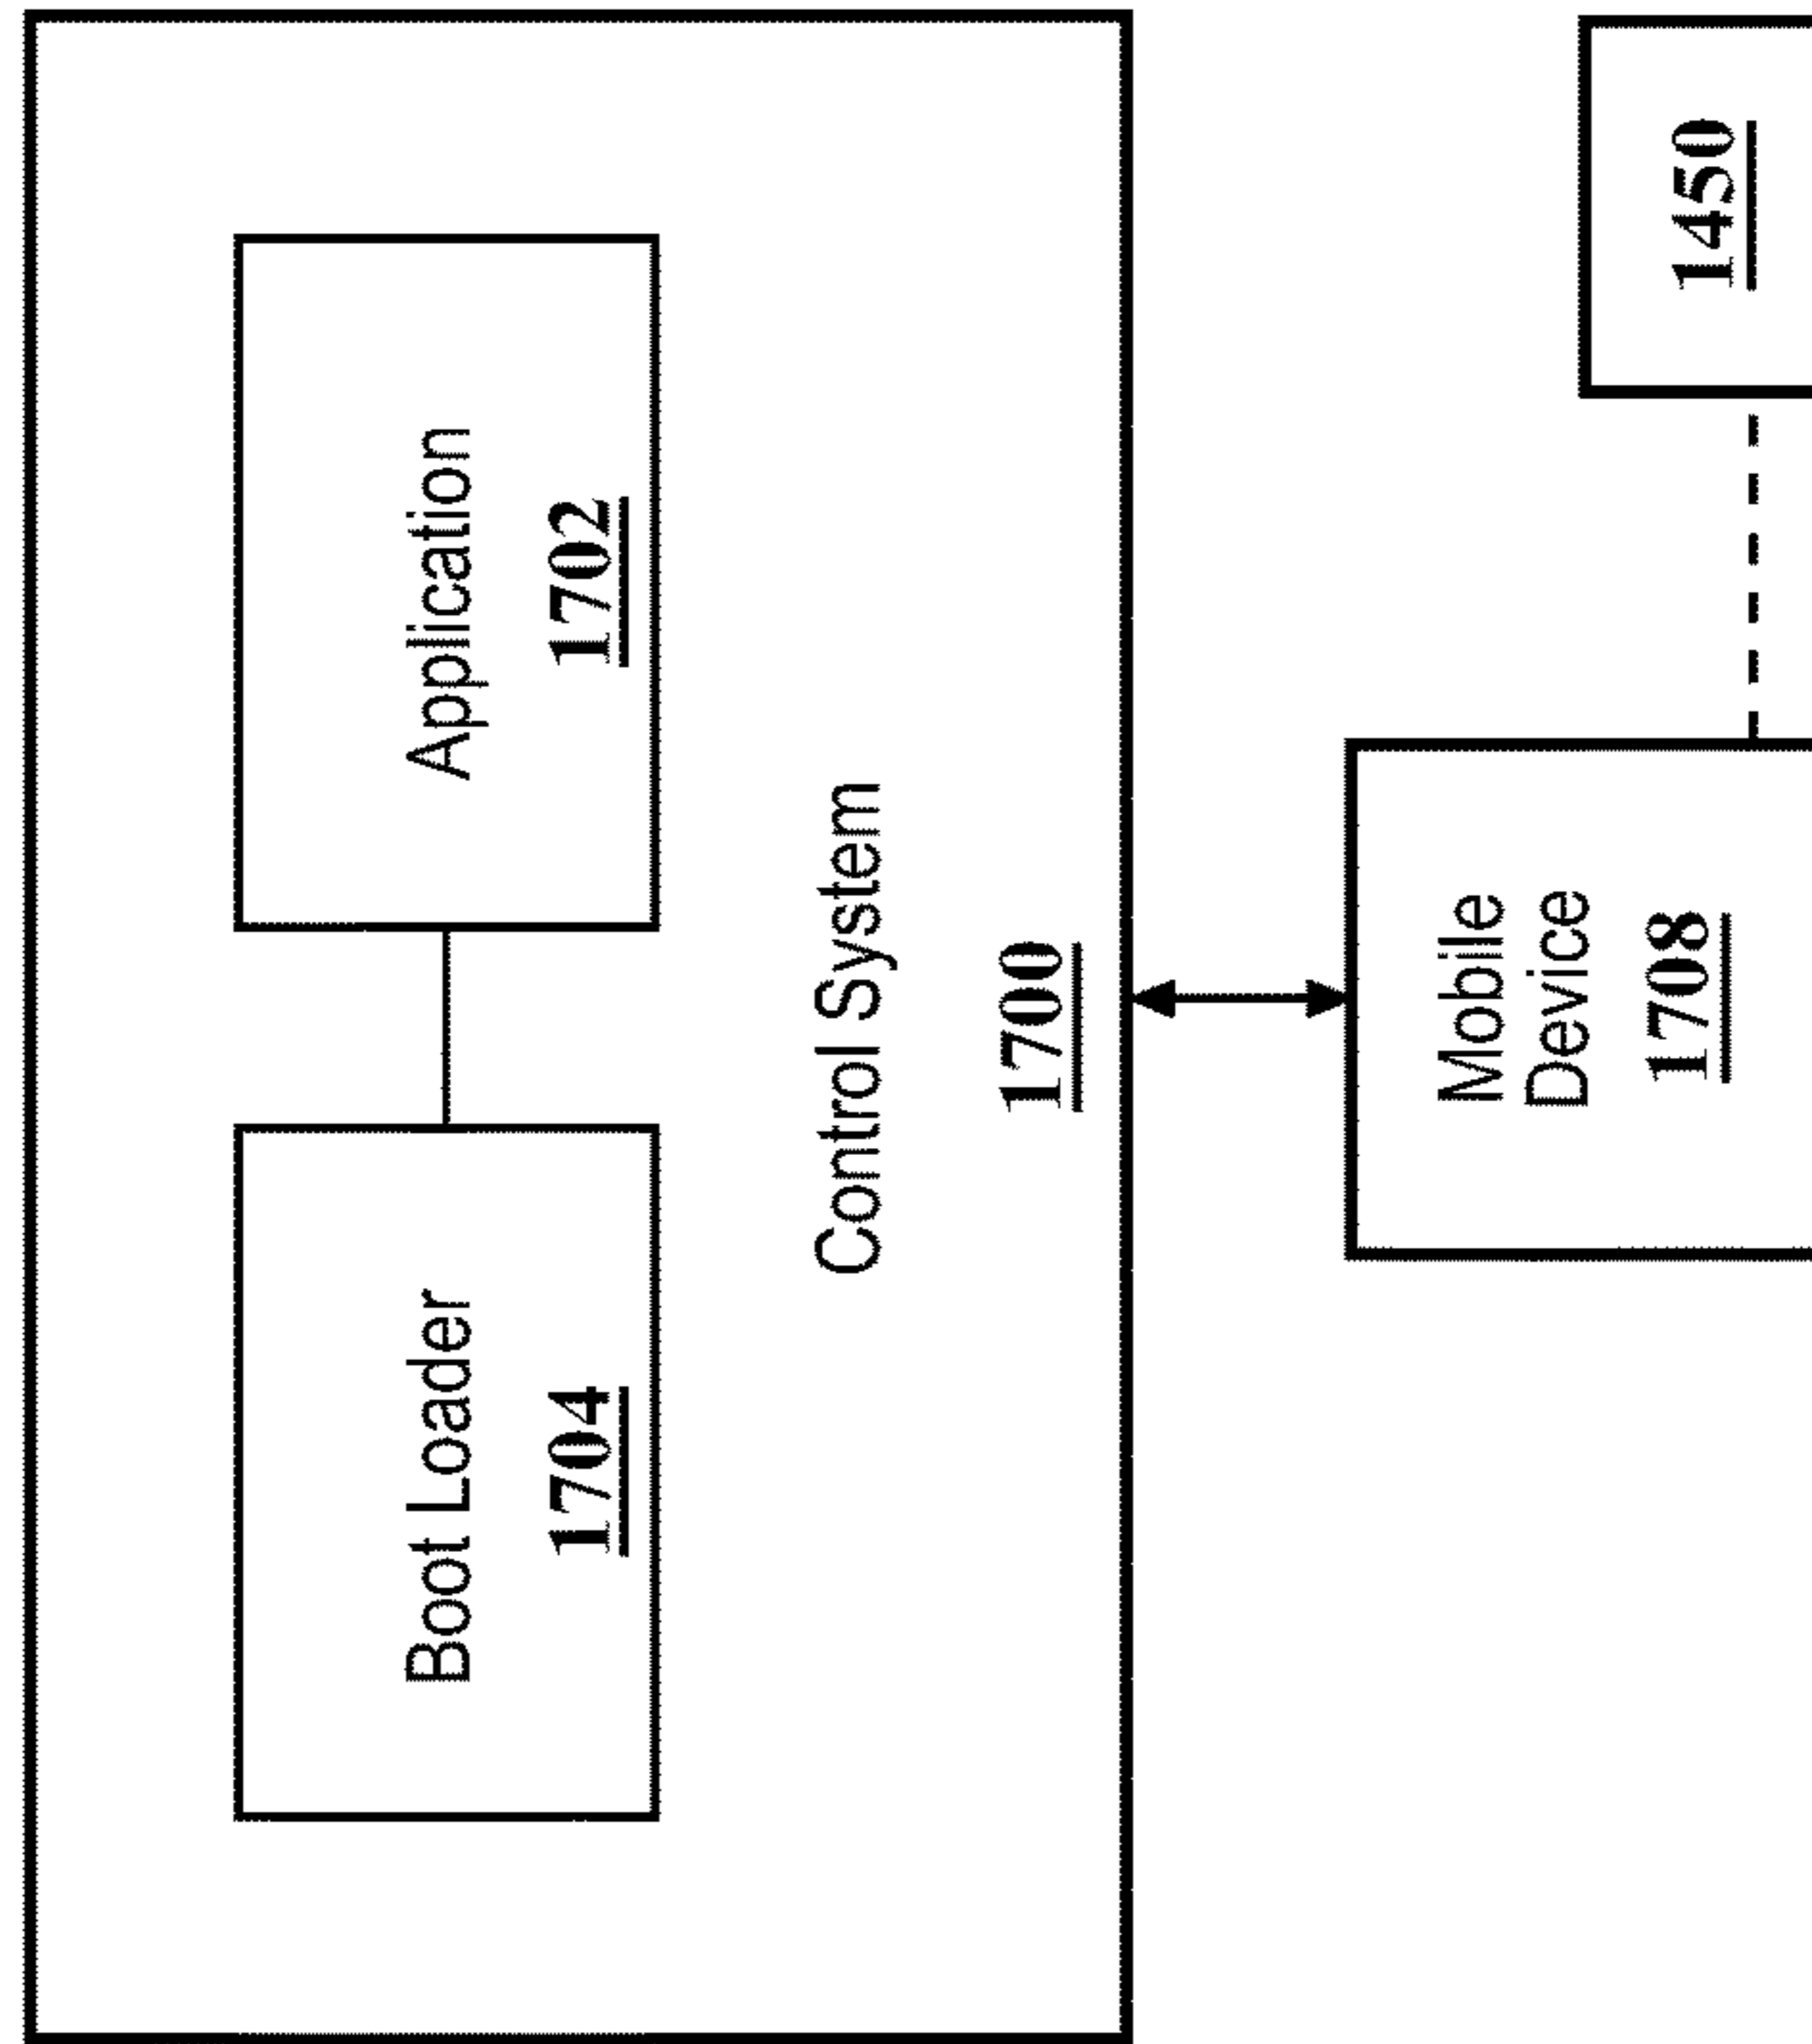 Boot Loader
1704
Application
1702
Control System
1700
Mobile
Device
1708
1450